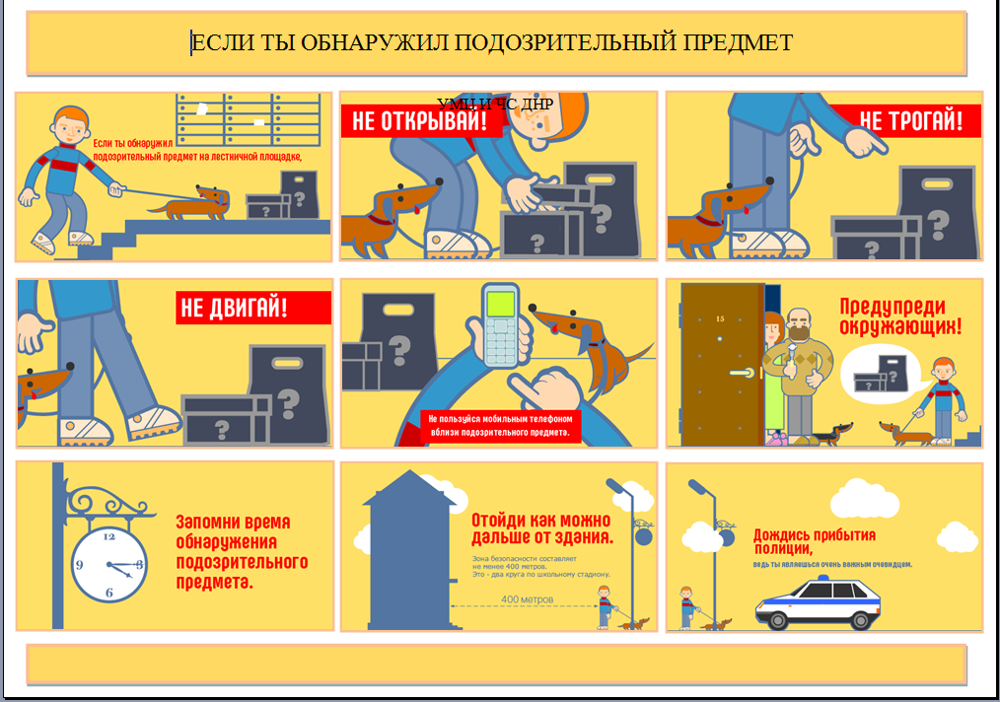 ЕСЛИ ТЫ ОБНАРУЖИЛ ПОДОЗРИТЕЛЬНЫЙ ПРЕДМЕТ
Если ты обнаружил
подозрительный предмет на лестничной площадке,
УМЦ И ЧС ДНР
НЕ ОТКРЫВАЙ!
?
?
НЕ ТРОГАЙ!
?
НЕ ДВИГАЙ!
?
?
?
Не пользуйся мобильным телефоном
вблизи подозрительного предмета.
15
Предупреди
окружающих!
12
9 3
6
Запомни время
обнаружения
подозрительного
предмета.
Отойди как можно
дальше от здания.
Зона безопасности составляет
не менее 400 метров.
Это - два круга по школьному стадиону.
400 метров
Дождись прибытия
полиции,
ведь ты являешься очень важным очевидцем.